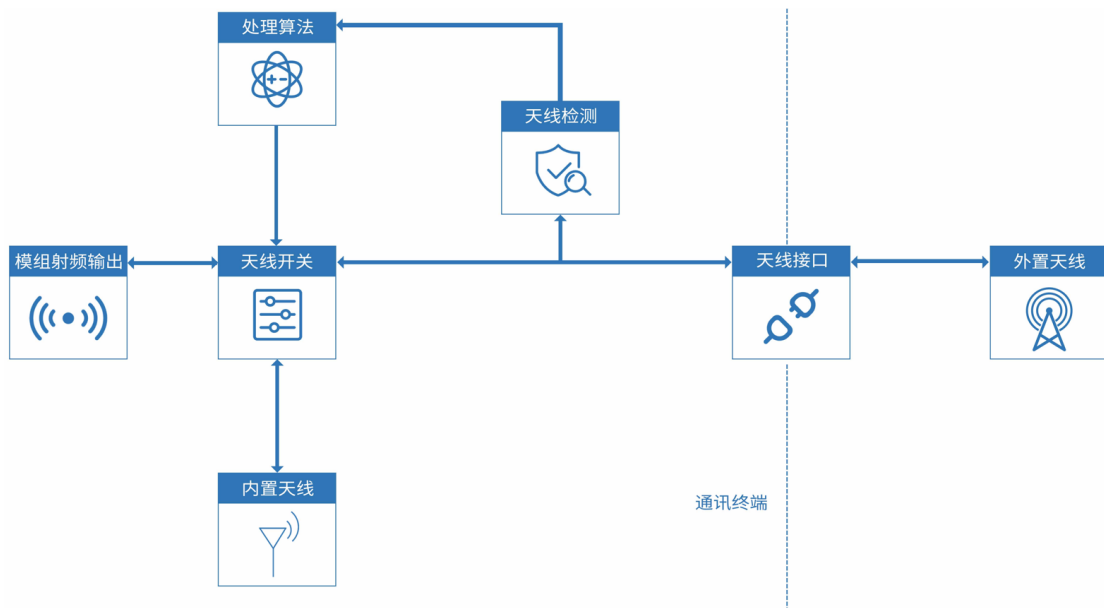 处理算法
天线检测
模组射频输出
天线开关
天线接口
外置天线
内置天线
通讯终端